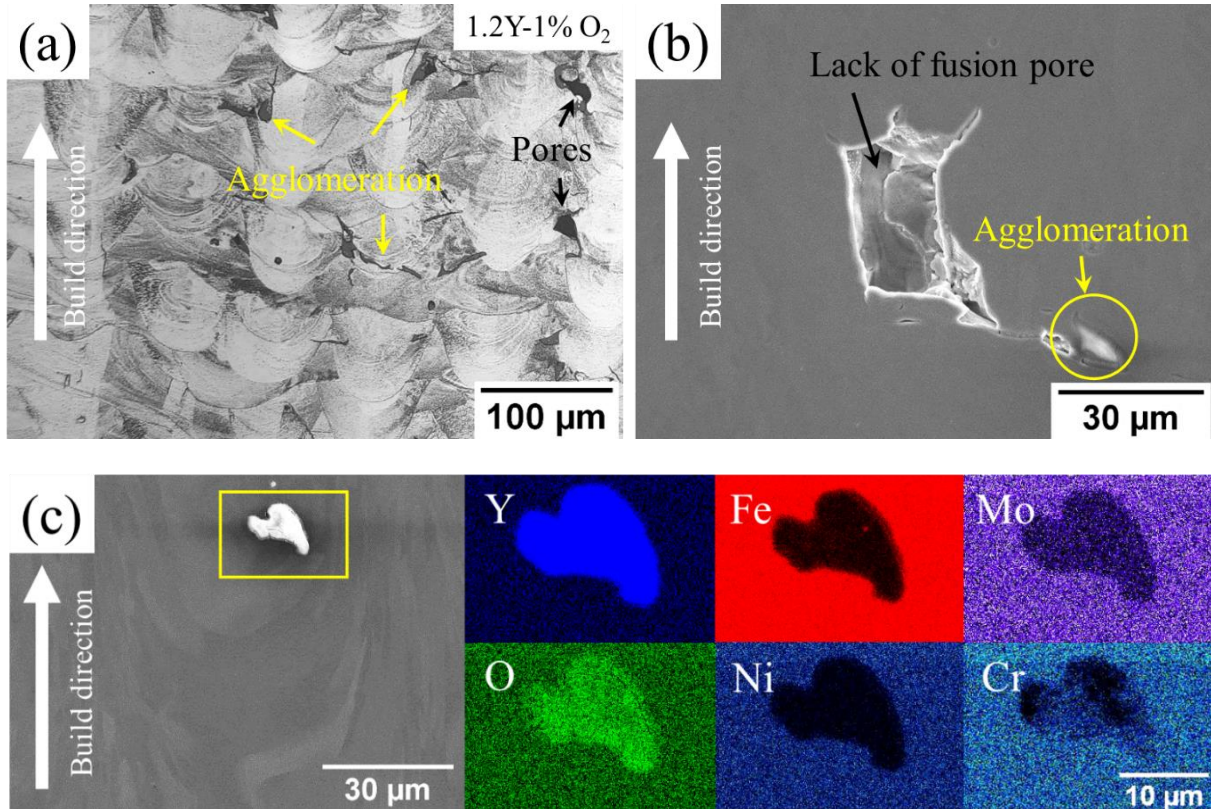 (a)
1.2Y-1% O₂
Agglomeration
Pores
Build direction
100 μm
(b)
Lack of fusion pore
Agglomeration
Build direction
30 μm
(c)
Build direction
30 μm
Y
Fe
Mo
O
Ni
Cr
10 μm